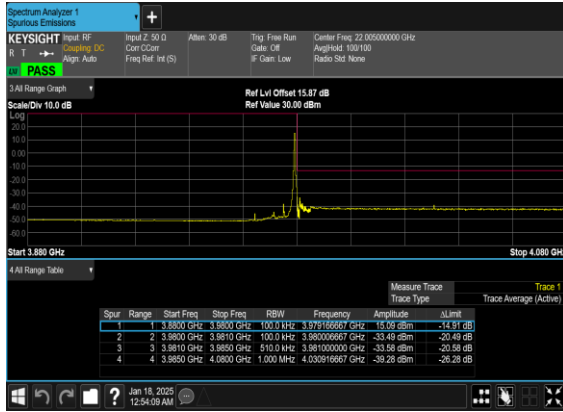 Spectrum Analyzer 1
Spurious Emissions
+
KEYSIGHT Input: RF Input Z: 50 Ω Atten: 30 dB Trig: Free Run Center Freq: 22.005000000 GHz
R T Coupling: DC Corr CCorr Gate: Off Avg|Hold: 100/100
Align: Auto Freq Ref: Int (S) IF Gain: Low Radio Std: None
PASS
3 All Range Graph Ref Lvl Offset 15.87 dB
Scale/Div 10.0 dB Ref Value 30.00 dBm
Log
20.0
10.0
0.00
-10.0
-20.0
-30.0
-40.0
-50.0
-60.0
Start 3.880 GHz Stop 4.080 GHz
4 All Range Table
Measure Trace Trace 1
Trace Type Trace Average (Active)
Spur Range Start Freq Stop Freq RBW Frequency Amplitude ΔLimit
1 1 3.8800 GHz 3.9800 GHz 100.0 kHz 3.979166667 GHz 15.09 dBm -14.91 dB
2 2 3.9800 GHz 3.9810 GHz 100.0 kHz 3.980006667 GHz -33.49 dBm -20.49 dB
3 3 3.9810 GHz 3.9850 GHz 510.0 kHz 3.981000000 GHz -33.58 dBm -20.58 dB
4 4 3.9850 GHz 4.0800 GHz 1.000 MHz 4.030916667 GHz -39.28 dBm -26.28 dB
? Jan 18, 2025
12:54:09 AM